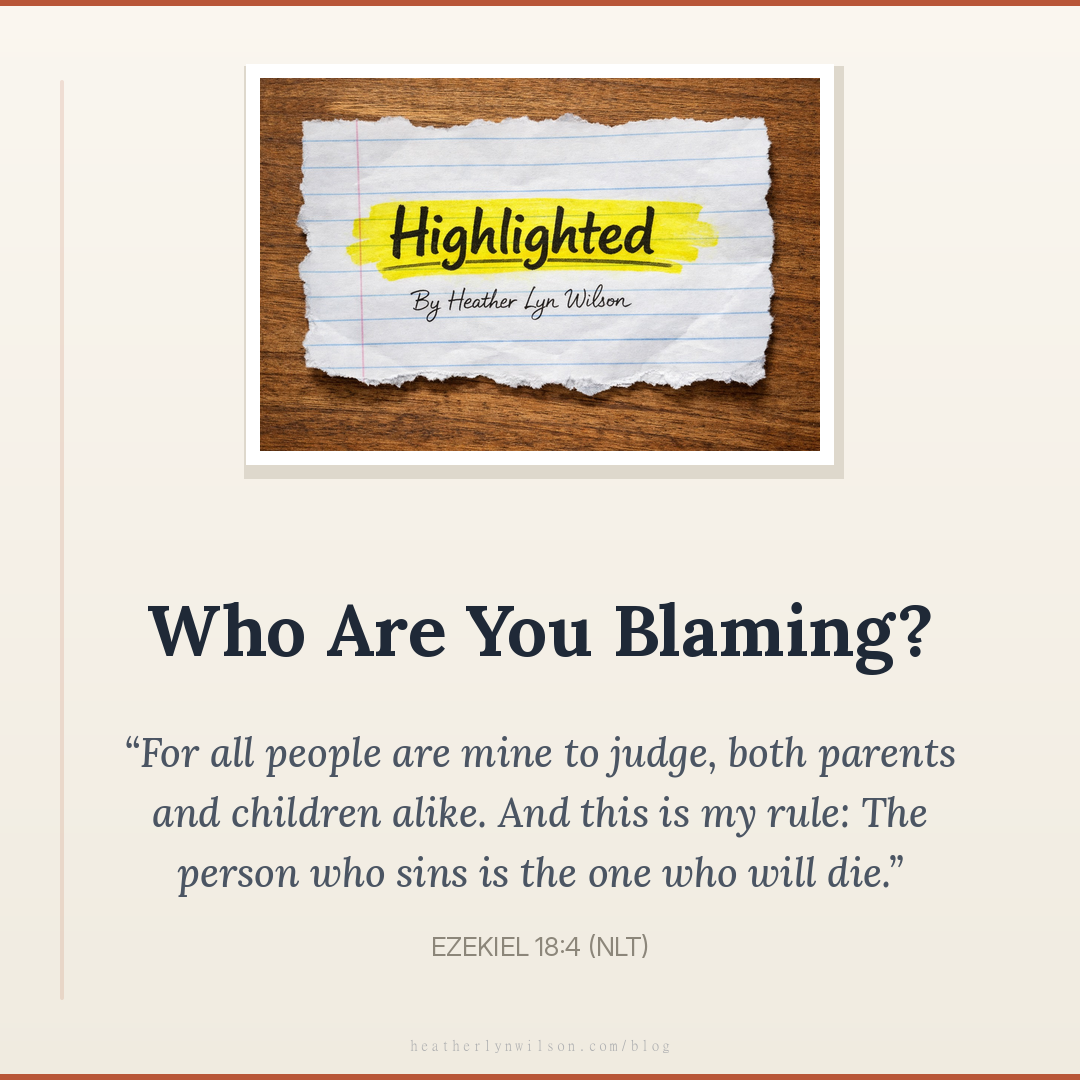 Highlighted
By Heather Lyn Wilson
Who Are You Blaming?
“For all people are mine to judge, both parents
and children alike. And this is my rule: The
person who sins is the one who will die.”
EZEKIEL 18:4 (NLT)
heatherlynwilson.com/blog